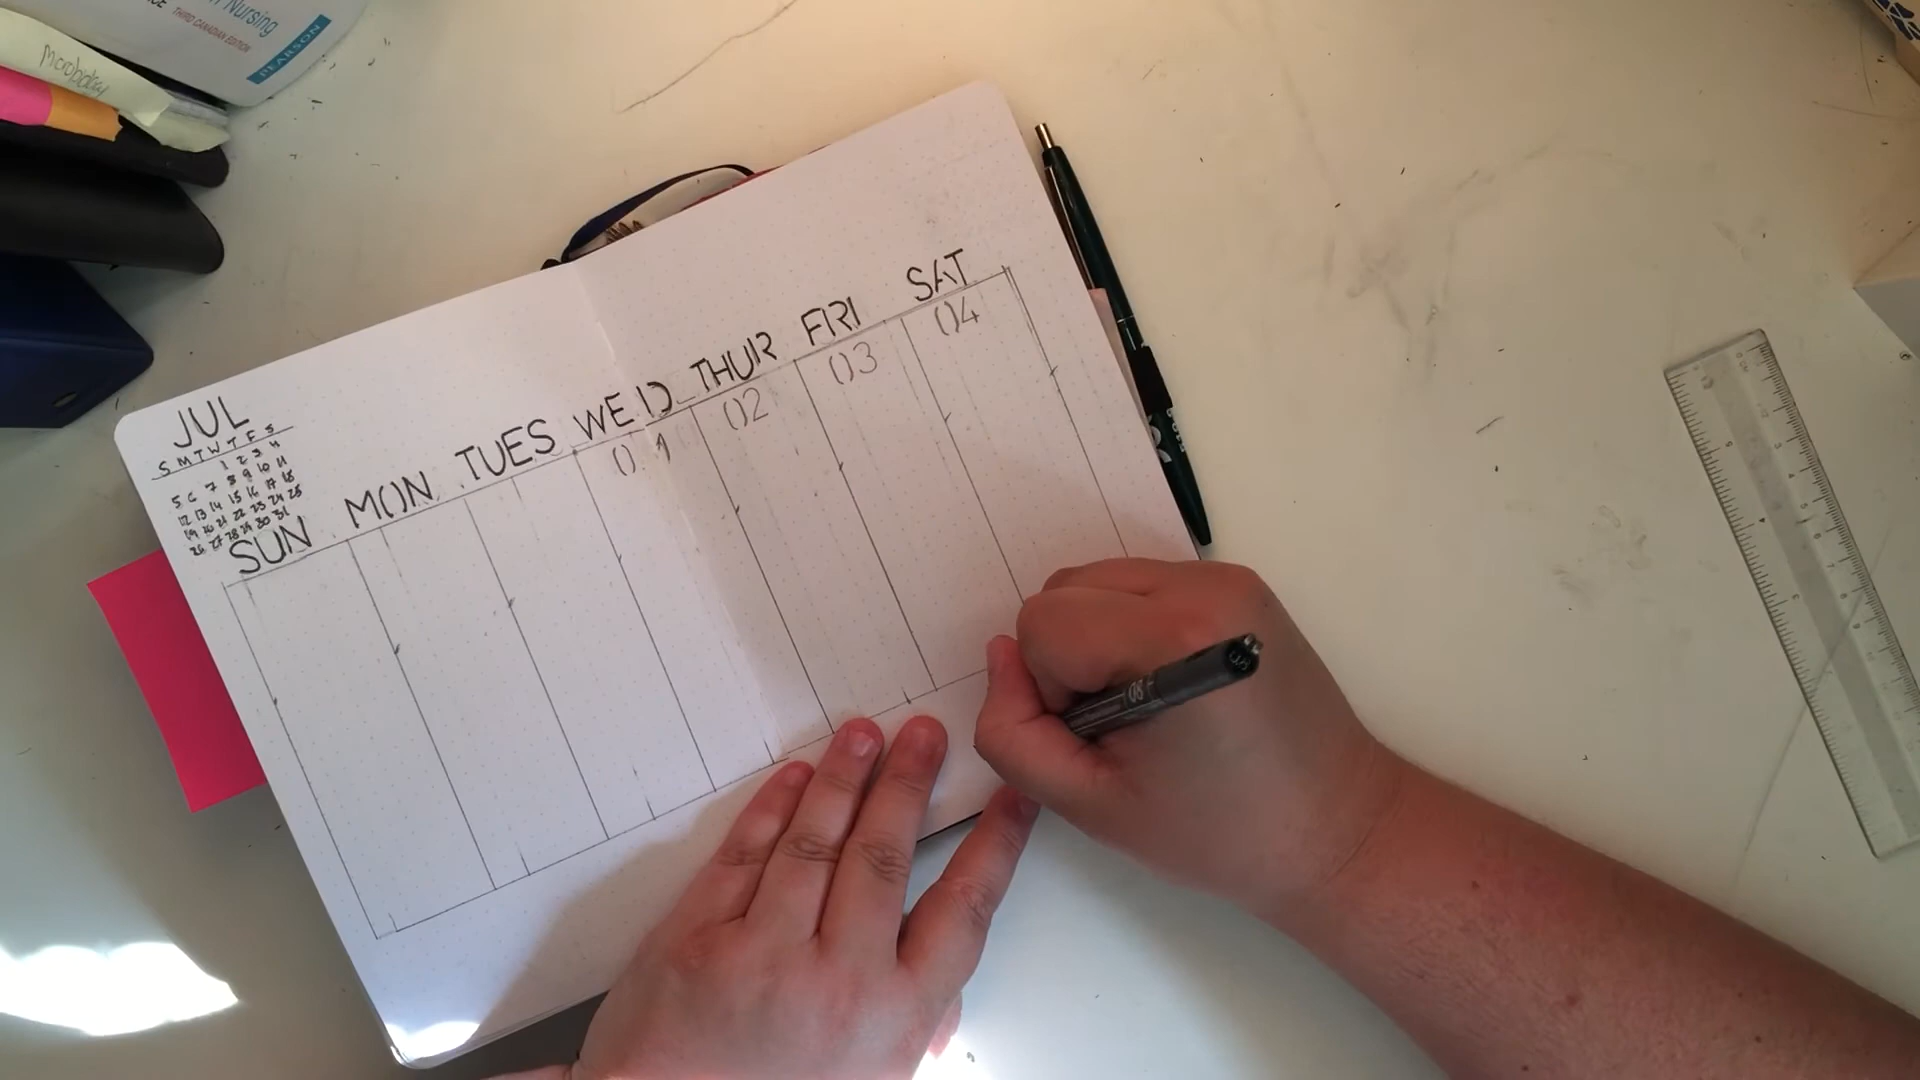 Nursing
THIRD CANADIAN EDITION
PEARSON
Microbiology
JUL
S M T W T F S
1 2 3 4
5 6 7 8 9 10 11
12 13 14 15 16 17 18
19 20 21 22 23 24 25
26 27 28 29 30 31
SUN MON TUES WED THUR FRI SAT
01 02 03 04
08